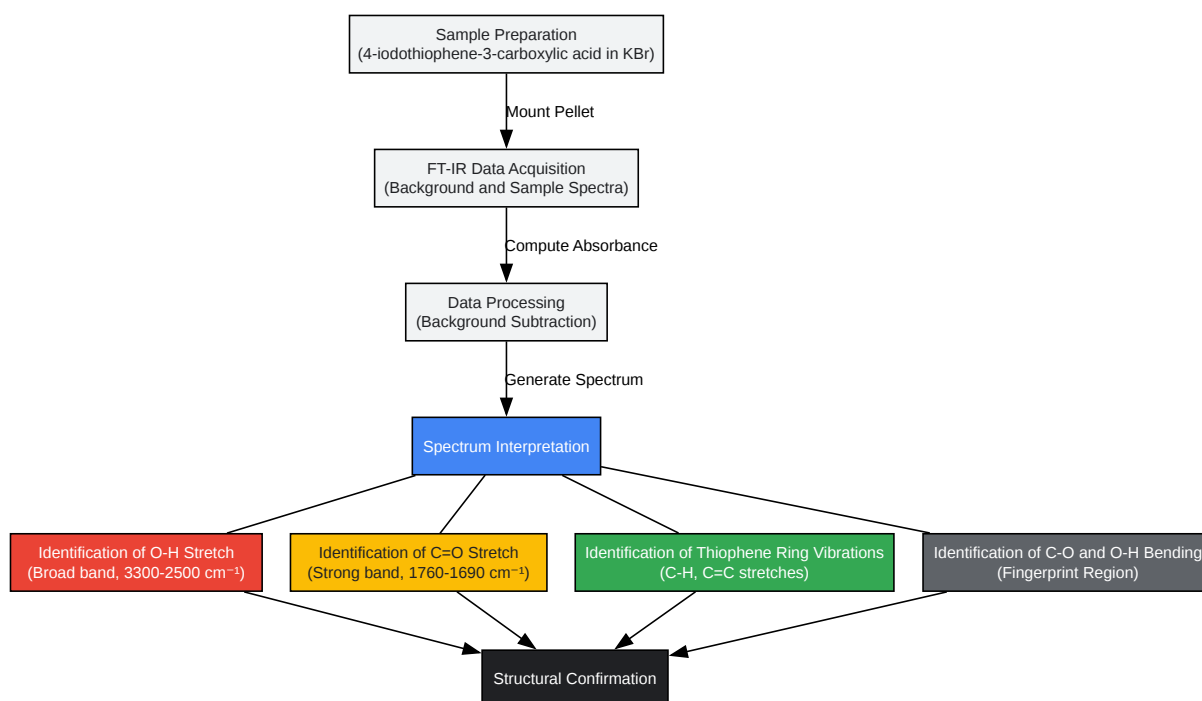 Sample Preparation
(4-iodothiophene-3-carboxylic acid in KBr)
Mount Pellet
FT-IR Data Acquisition
(Background and Sample Spectra)
Compute Absorbance
Data Processing
(Background Subtraction)
Generate Spectrum
Spectrum Interpretation
Identification of O-H Stretch
(Broad band, 3300-2500 cm⁻¹)
Identification of C=O Stretch
(Strong band, 1760-1690 cm⁻¹)
Identification of Thiophene Ring Vibrations
(C-H, C=C stretches)
Identification of C-O and O-H Bending
(Fingerprint Region)
Structural Confirmation